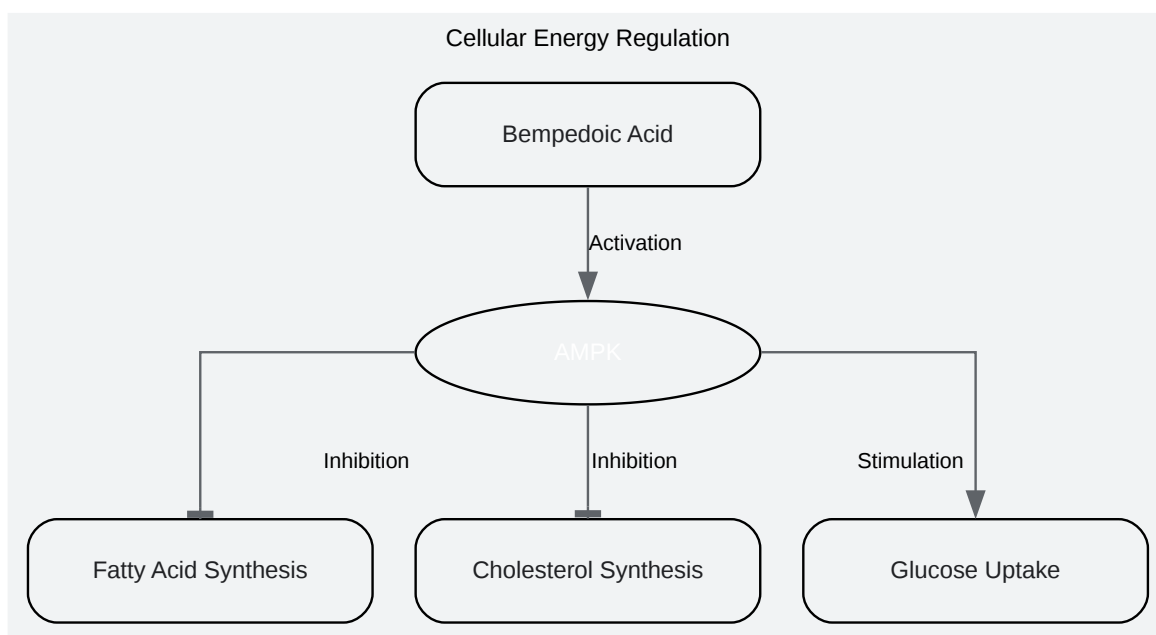 Cellular Energy Regulation
Bempedoic Acid
Activation
AMPK
Inhibition
Inhibition
Stimulation
Fatty Acid Synthesis
Cholesterol Synthesis
Glucose Uptake